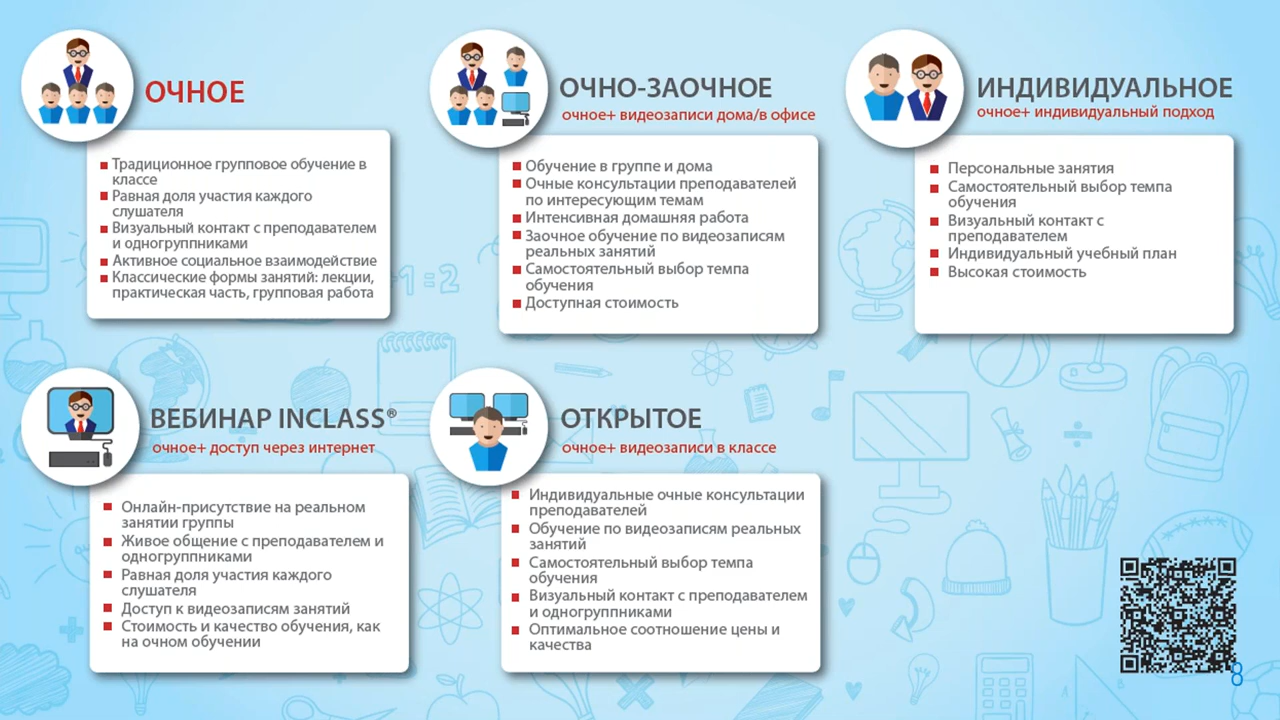 ОЧНОЕ
Традиционное групповое обучение в
классе
Равная доля участия каждого
слушателя
Визуальный контакт с преподавателем
и одногруппниками
Активное социальное взаимодействие
Классические формы занятий: лекции,
практическая часть, групповая работа
ОЧНО-ЗАОЧНОЕ
очное+ видеозаписи дома/в офисе
Обучение в группе и дома
Очные консультации преподавателей
по интересующим темам
Интенсивная домашняя работа
Заочное обучение по видеозаписям
реальных занятий
Самостоятельный выбор темпа
обучения
Доступная стоимость
ИНДИВИДУАЛЬНОЕ
очное+ индивидуальный подход
Персональные занятия
Самостоятельный выбор темпа
обучения
Визуальный контакт с
преподавателем
Индивидуальный учебный план
Высокая стоимость
ВЕБИНАР INCLASS®
очное+ доступ через интернет
Онлайн-присутствие на реальном
занятии группы
Живое общение с преподавателем и
одногруппниками
Равная доля участия каждого
слушателя
Доступ к видеозаписям занятий
Стоимость и качество обучения, как
на очном обучении
ОТКРЫТОЕ
очное+ видеозаписи в классе
Индивидуальные очные консультации
преподавателей
Обучение по видеозаписям реальных
занятий
Самостоятельный выбор темпа
обучения
Визуальный контакт с преподавателем
и одногруппниками
Оптимальное соотношение цены и
качества
8